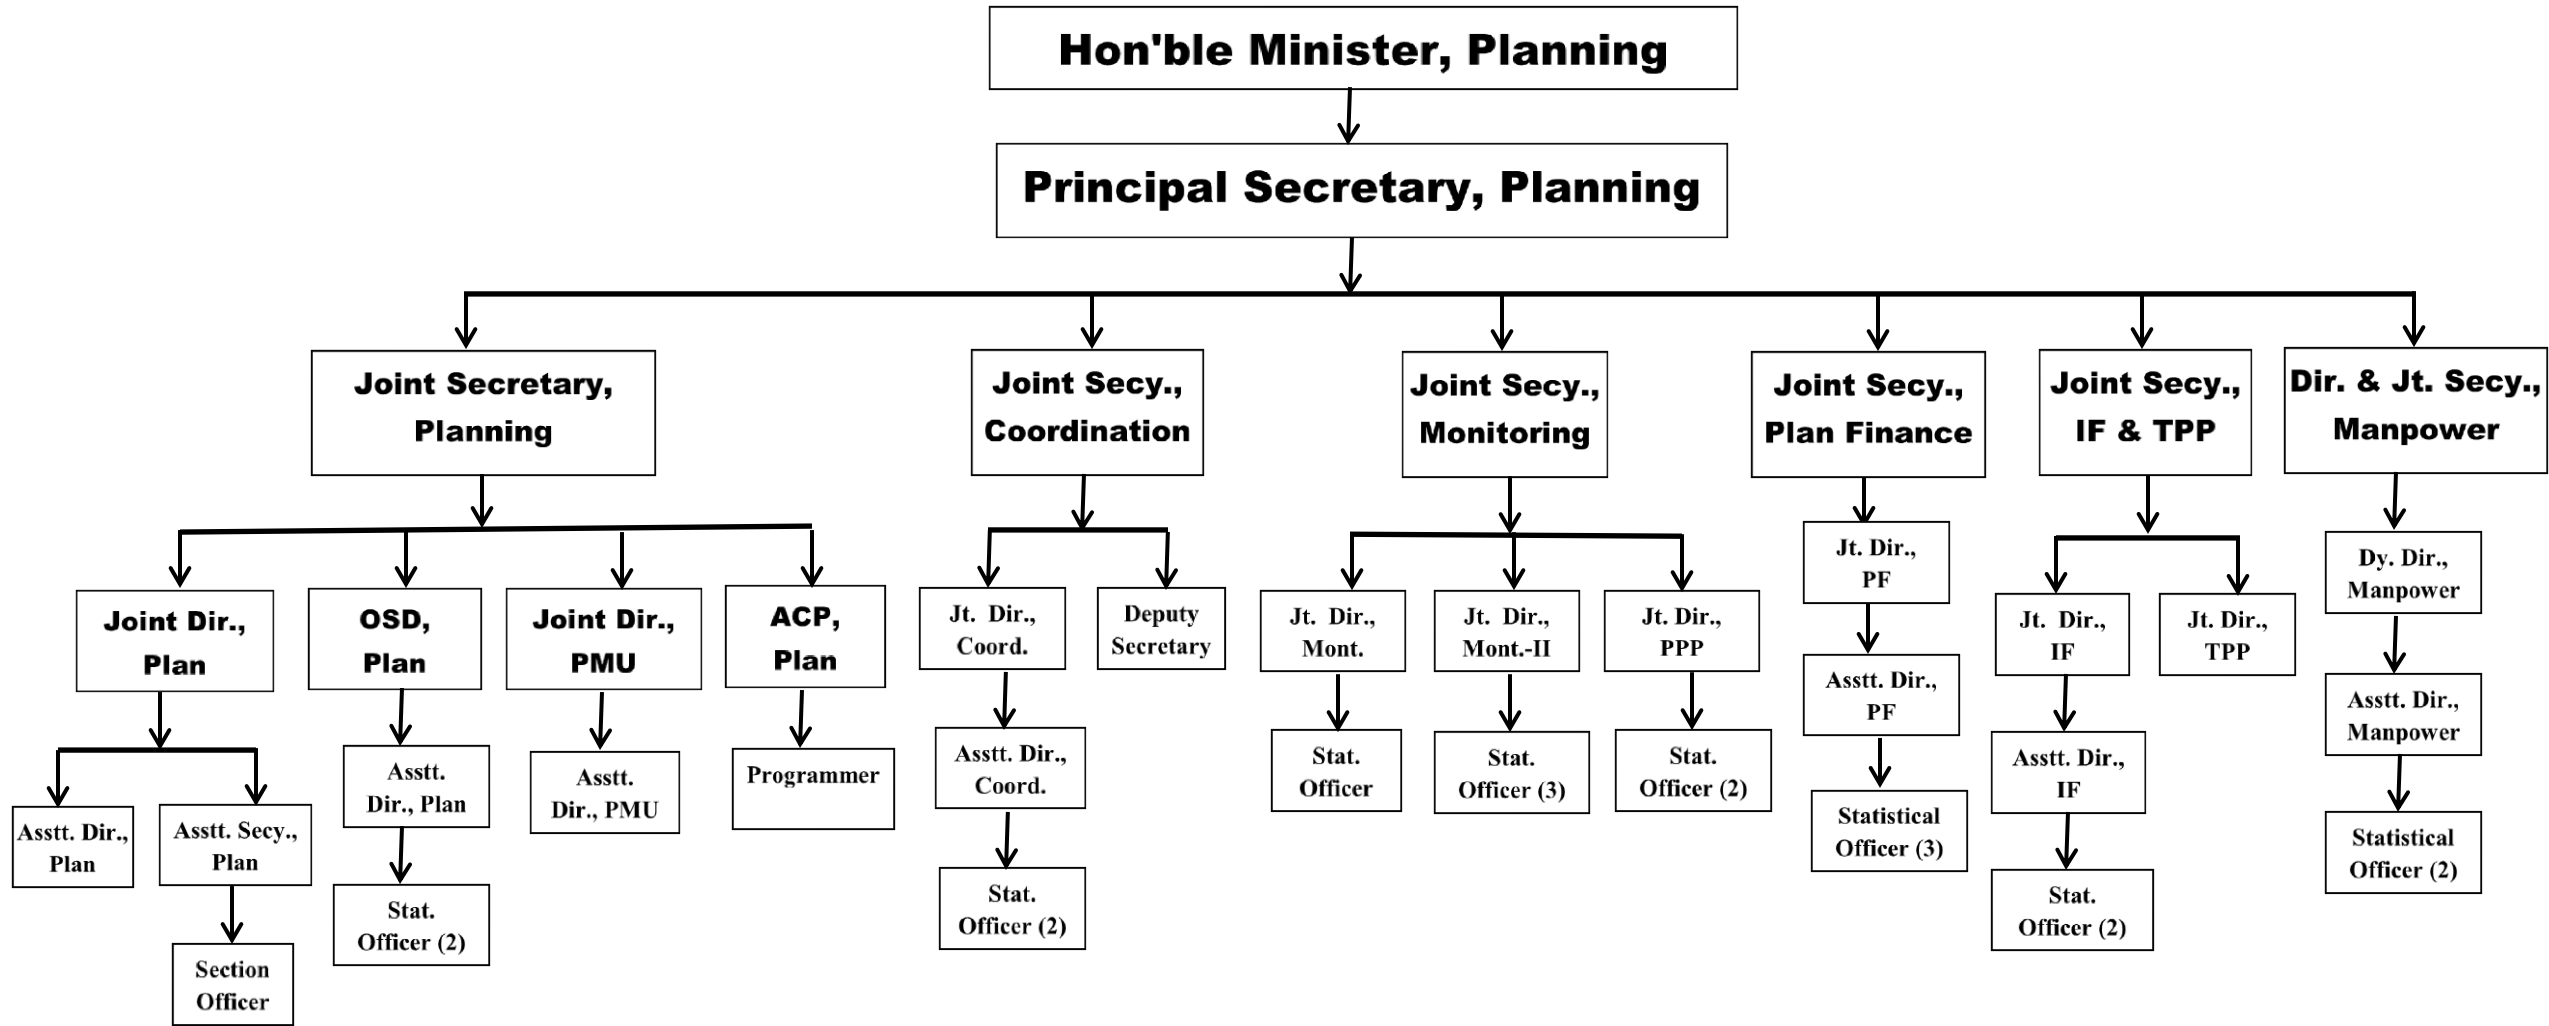 Hon'ble Minister, Planning
Principal Secretary, Planning
Joint Secretary,
Planning
Joint Secy.,
Coordination
Joint Secy.,
Monitoring
Joint Secy.,
Plan Finance
Joint Secy.,
IF & TPP
Dir. & Jt. Secy.,
Manpower
Joint Dir.,
Plan
OSD,
Plan
Joint Dir.,
PMU
ACP,
Plan
Jt. Dir.,
Coord.
Deputy
Secretary
Jt. Dir.,
Mont.
Jt. Dir.,
Mont.-II
Jt. Dir.,
PPP
Jt. Dir.,
PF
Jt. Dir.,
IF
Jt. Dir.,
TPP
Dy. Dir.,
Manpower
Asstt. Dir.,
Plan
Asstt. Secy.,
Plan
Asstt.
Dir., Plan
Asstt.
Dir., PMU
Programmer
Asstt. Dir.,
Coord.
Stat.
Officer
Stat.
Officer (3)
Stat.
Officer (2)
Asstt. Dir.,
PF
Asstt. Dir.,
IF
Asstt. Dir.,
Manpower
Section
Officer
Stat.
Officer (2)
Stat.
Officer (2)
Statistical
Officer (3)
Stat.
Officer (2)
Statistical
Officer (2)